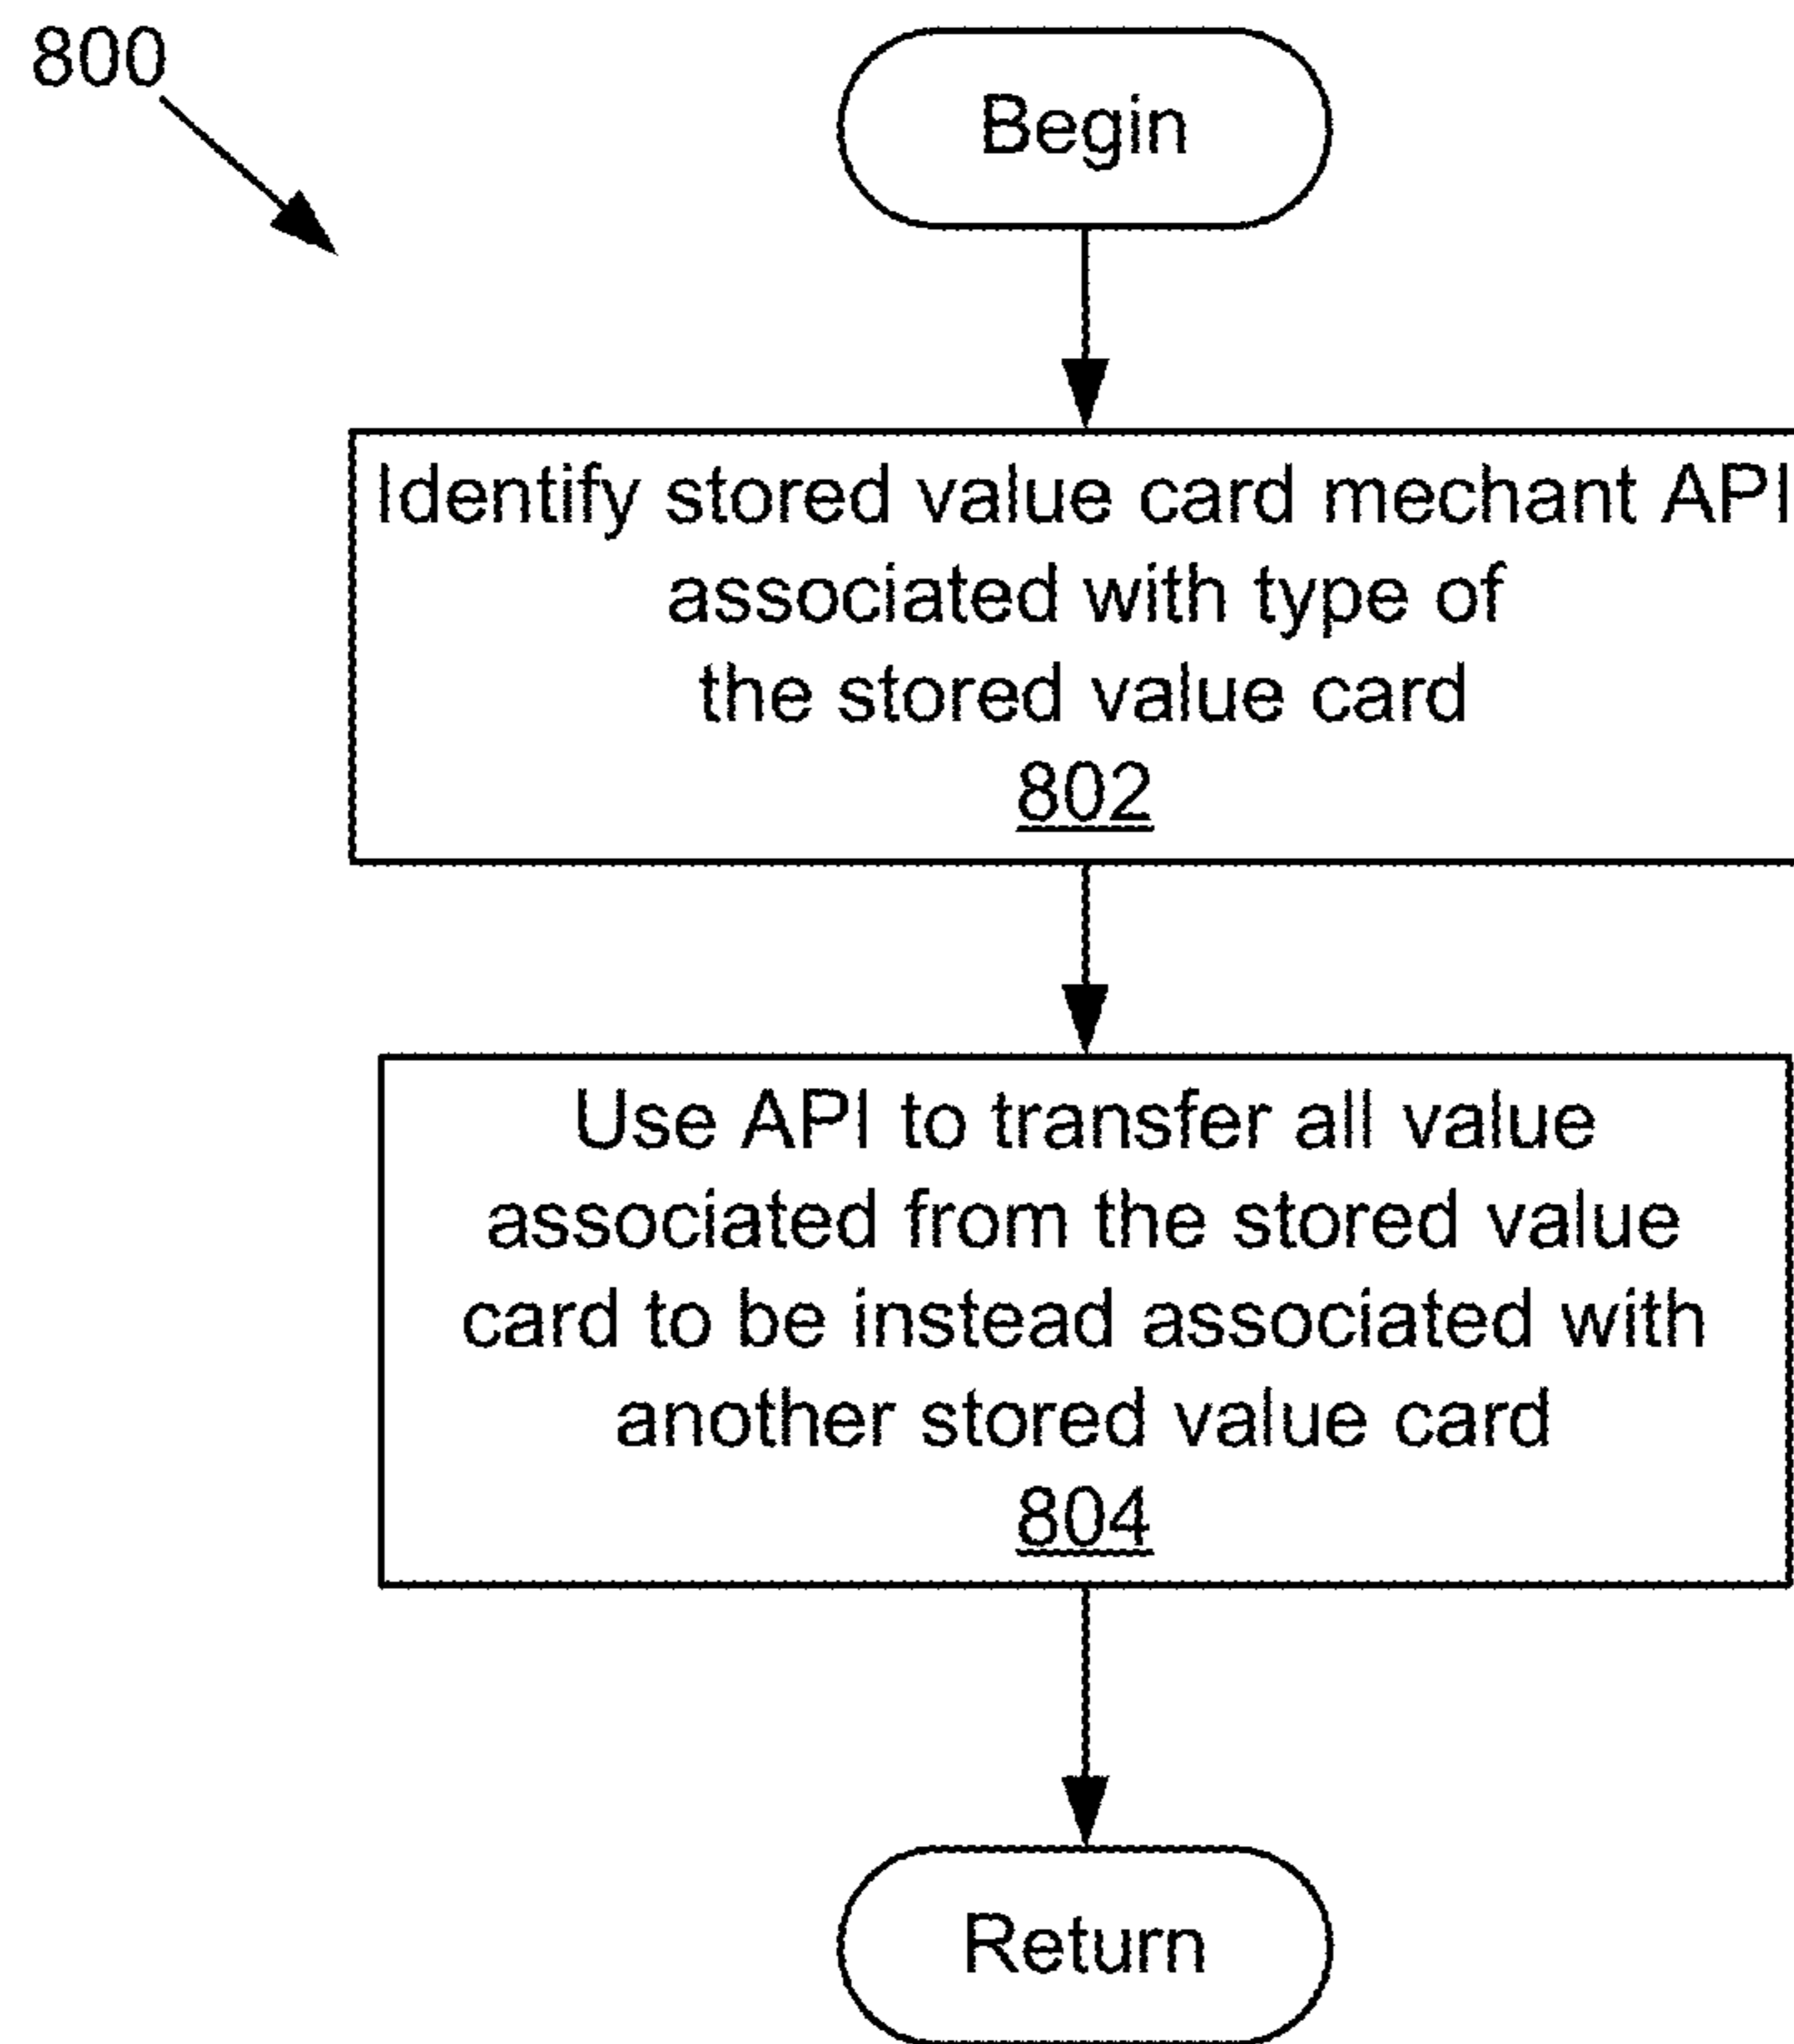 800
Begin
Identify stored value card mechant API
associated with type of
the stored value card
802
Use API to transfer all value
associated from the stored value
card to be instead associated with
another stored value card
804
Return